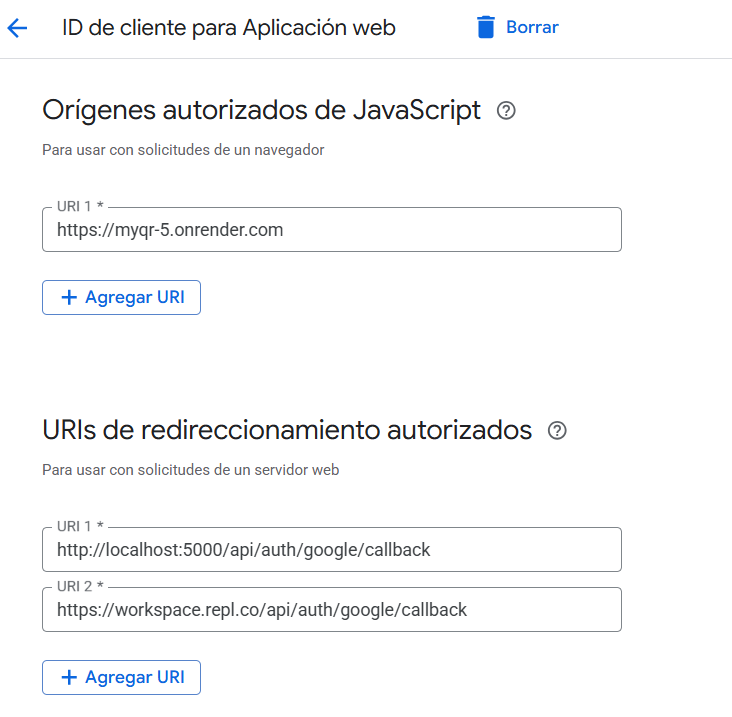 ID de cliente para Aplicación web
Borrar
Orígenes autorizados de JavaScript
Para usar con solicitudes de un navegador
URI 1 *
https://myqr-5.onrender.com
+ Agregar URI
URIs de redireccionamiento autorizados
Para usar con solicitudes de un servidor web
URI 1 *
http://localhost:5000/api/auth/google/callback
URI 2 *
https://workspace.repl.co/api/auth/google/callback
+ Agregar URI